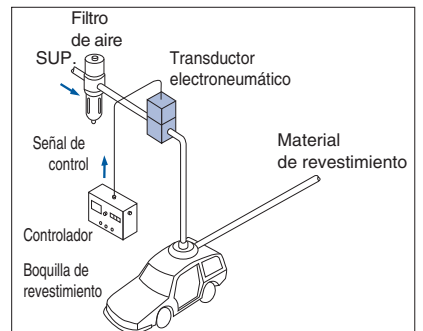 Filtro
de aire
SUP.
Transductor
electroneumático
Material
de revestimiento
Señal de
control
Controlador
Boquilla de
revestimiento